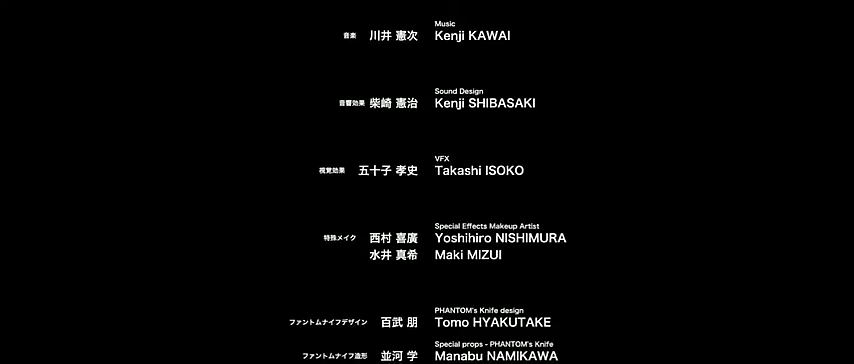 Music
音楽 川井 憲次 Kenji KAWAI
Sound Design
音響効果 柴崎 憲治 Kenji SHIBASAKI
VFX
視覚効果 五十子 孝史 Takashi ISOKO
Special Effects Makeup Artist
特殊メイク 西村 喜廣 Yoshihiro NISHIMURA
水井 真希 Maki MIZUI
PHANTOM's Knife design
ファントムナイフデザイン 百武 朋 Tomo HYAKUTAKE
Special props - PHANTOM's Knife
ファントムナイフ造形 並河 学 Manabu NAMIKAWA